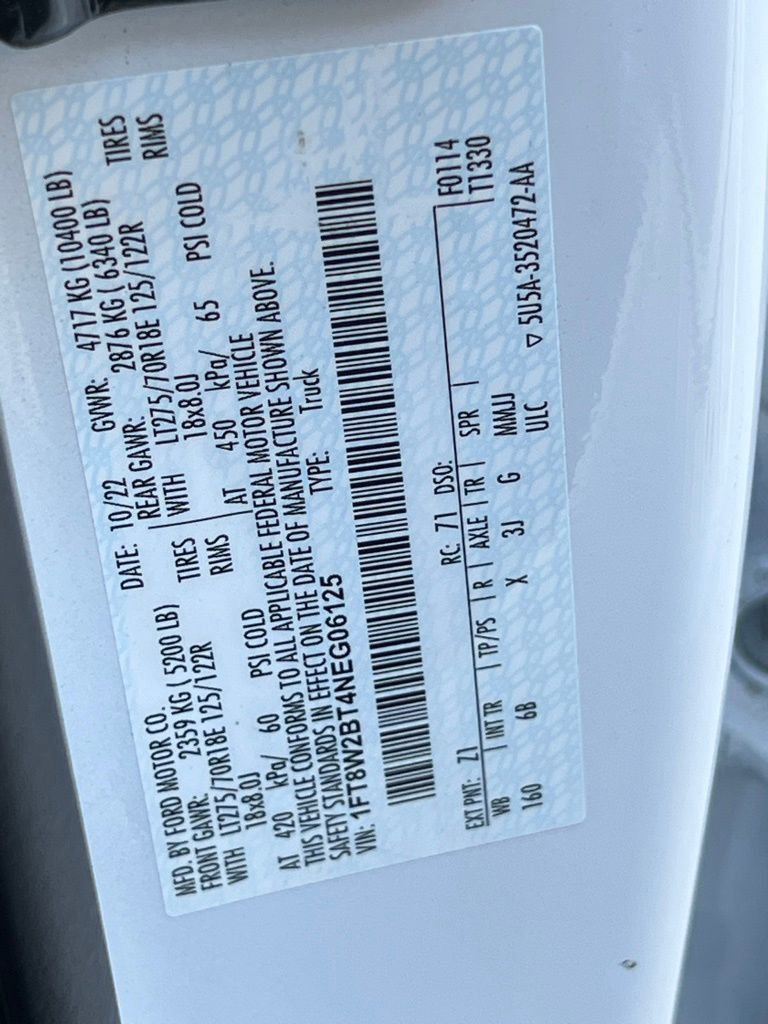 MFD. BY FORD MOTOR CO. DATE: 10/22 GVWR: 4717 KG (10400 LB)
FRONT GAWR: 2359 KG ( 5200 LB) REAR GAWR: 2876 KG ( 6340 LB)
WITH LT275/70R18E 125/122R TIRES WITH LT275/70R18E 125/122R TIRES
18x8.0J RIMS 18x8.0J RIMS
AT 420 kPa/ 60 PSI COLD AT 450 kPa/ 65 PSI COLD
THIS VEHICLE CONFORMS TO ALL APPLICABLE FEDERAL MOTOR VEHICLE
SAFETY STANDARDS IN EFFECT ON THE DATE OF MANUFACTURE SHOWN ABOVE.
VIN: 1FT8W2BT4NEG06125 TYPE: Truck
EXT PNT: Z1 RC: 71 DSO: F0114
WB INT TR TP/PS R AXLE TR SPR T1330
160 6B X 3J G MMJJ
ULC ▽ 5U5A-3520472-AA